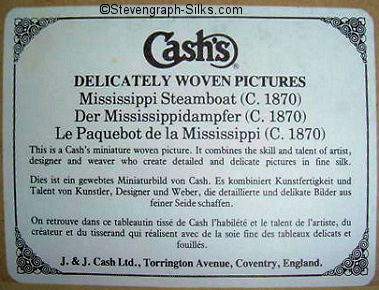 ©Stevengraph-Silks.com
Cash's®
DELICATELY WOVEN PICTURES
Mississippi Steamboat (C. 1870)
Der Mississippidampfer (C. 1870)
Le Paquebot de la Mississippi (C. 1870)
This is a Cash's miniature woven picture. It combines the skill and talent of artist,
designer and weaver who create detailed and delicate pictures in fine silk.
Dies ist ein gewebtes Miniaturbild von Cash. Es kombiniert Kunstfertigkeit und
Talent von Kunstler, Designer und Weber, die detaillierte und delikate Bilder aus
feiner Seide schaffen.
On retrouve dans ce tableautin tissé de Cash l'habilété et le talent de l'artiste, du
créateur et du tisserand qui réalisent avec de la soie fine des tableaux delicats et
fouillés.
J. & J. Cash Ltd., Torrington Avenue, Coventry, England.